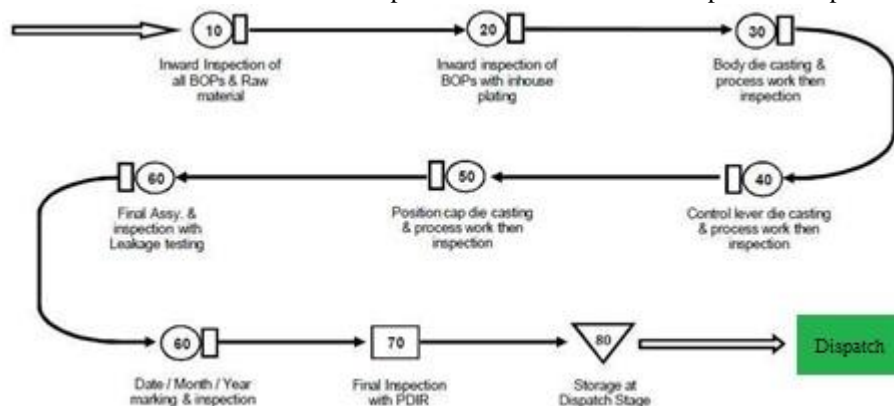 10
Inward Inspection of
all BOPs & Raw
material
20
Inward inspection of
BOPs with inhouse
plating
30
Body die casting &
process work then
inspection
60
Final Assy. &
inspection with
Leakage testing
50
Position cap die casting
& process work then
inspection
40
Control lever die casting
& process work then
inspection
60
Date / Month / Year
marking & inspection
70
Final Inspection
with PDIR
80
Storage at
Dispatch Stage
Dispatch